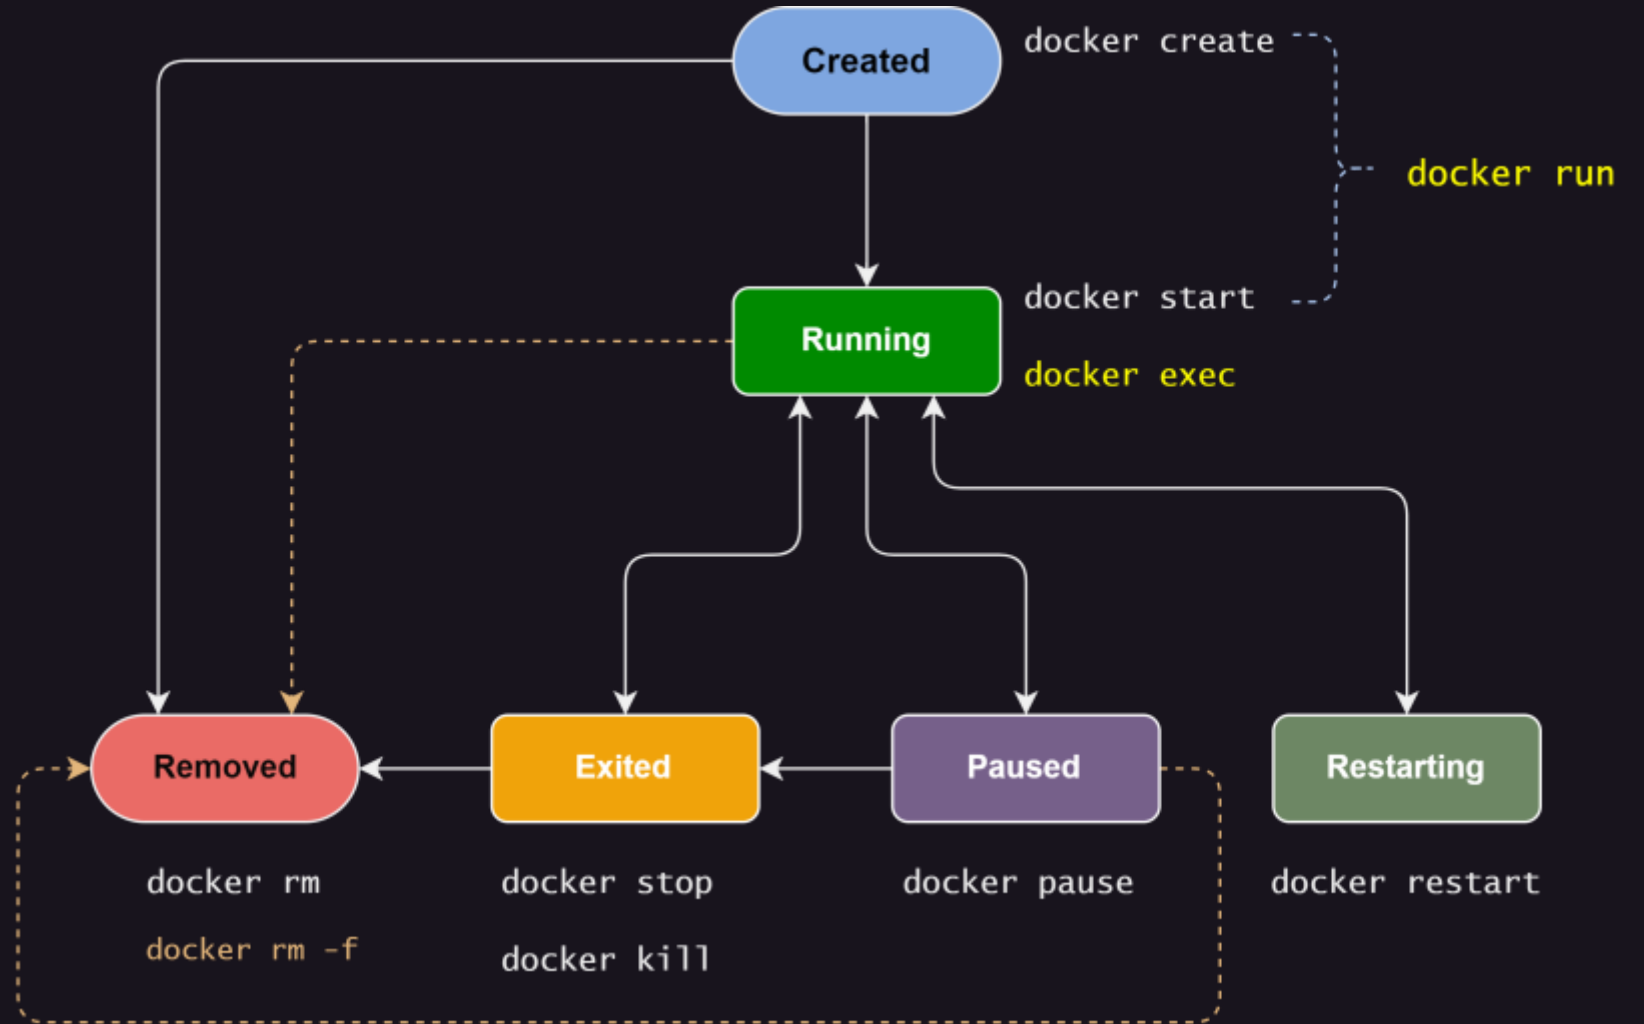 Created
docker create
docker run
Running
docker start
docker exec
Removed
Exited
Paused
Restarting
docker rm
docker stop
docker pause
docker restart
docker rm -f
docker kill